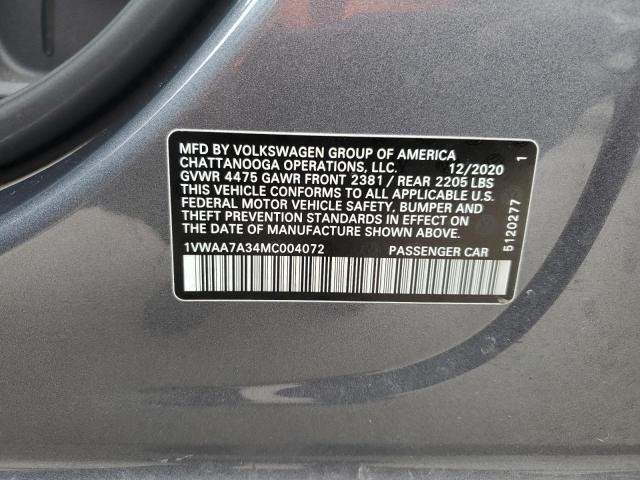 MFD BY VOLKSWAGEN GROUP OF AMERICA
CHATTANOOGA OPERATIONS, LLC. 12/2020
GVWR 4475 GAWR FRONT 2381 / REAR 2205 LBS
THIS VEHICLE CONFORMS TO ALL APPLICABLE U.S.
FEDERAL MOTOR VEHICLE SAFETY, BUMPER AND
THEFT PREVENTION STANDARDS IN EFFECT ON
THE DATE OF MANUFACTURE SHOWN ABOVE
1VWAA7A34MC004072 PASSENGER CAR
5120277 1